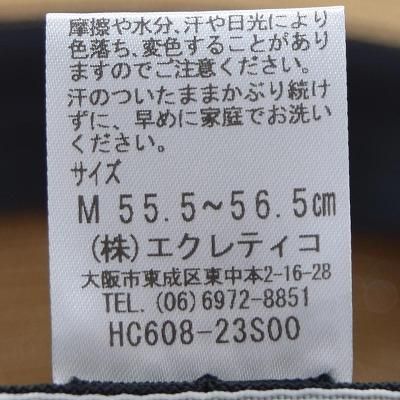 摩擦や水分、汗や日光により
色落ち、変色することがあり
ますのでご注意ください。
汗のついたままかぶり続け
ずに、早めに家庭でお洗い
ください。
サイズ
M 55.5~56.5cm
(株)エクレティコ
大阪市東成区東中本2-16-28
TEL. (06)6972-8851
HC608-23S00